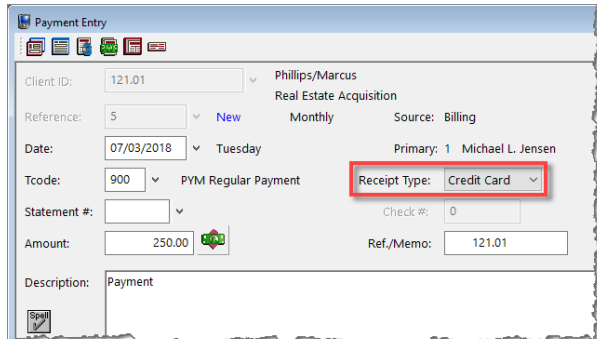 Payment Entry
Client ID: 121.01 Phillips/Marcus
Real Estate Acquisition
Reference: 5 New Monthly Source: Billing
Date: 07/03/2018 Tuesday Primary: 1 Michael L. Jensen
Tcode: 900 PYM Regular Payment Receipt Type: Credit Card
Statement #: Check #: 0
Amount: 250.00 Ref./Memo: 121.01
Description: Payment
Spell